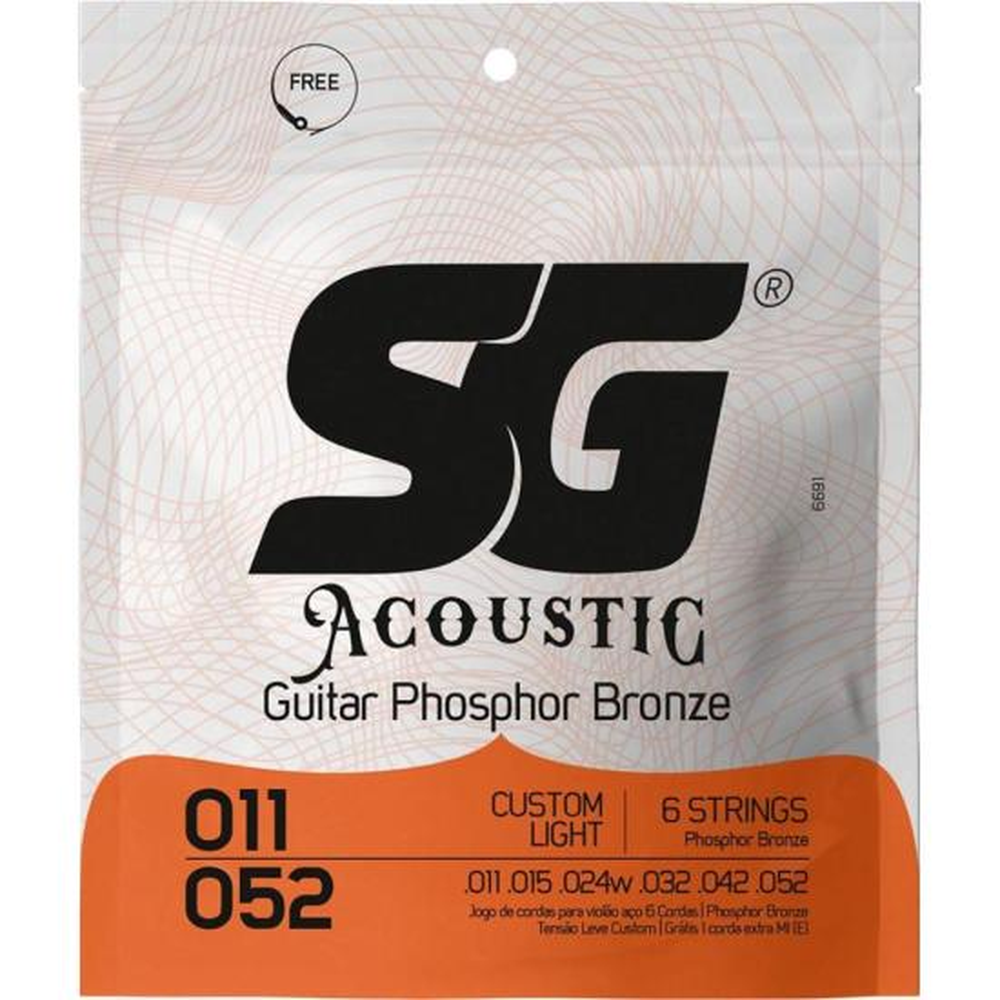 FREE
SG®
6691
ACOUSTIC
Guitar Phosphor Bronze
011
052
CUSTOM
LIGHT
6 STRINGS
Phosphor Bronze
.011 .015 .024w .032 .042 .052
Jogo de cordas para violão aço 6 Cordas | Phosphor Bronze
Tensão Leve Custom | Grátis 1 corda extra MI (E)